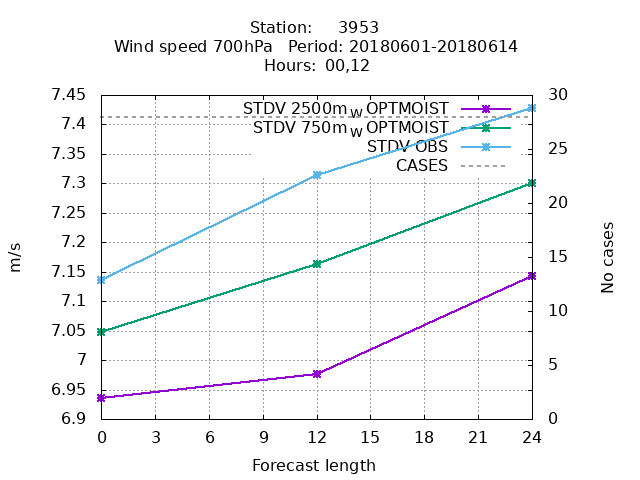 Station: 3953
Wind speed 700hPa Period: 20180601-20180614
Hours: 00,12
7.45
7.4
7.35
7.3
7.25
7.2
7.15
7.1
7.05
7
6.95
6.9
m/s
STDV 2500m_W OPTMOIST
STDV 750m_W OPTMOIST
STDV OBS
CASES
30
25
20
15
10
5
0
No cases
0 3 6 9 12 15 18 21 24
Forecast length